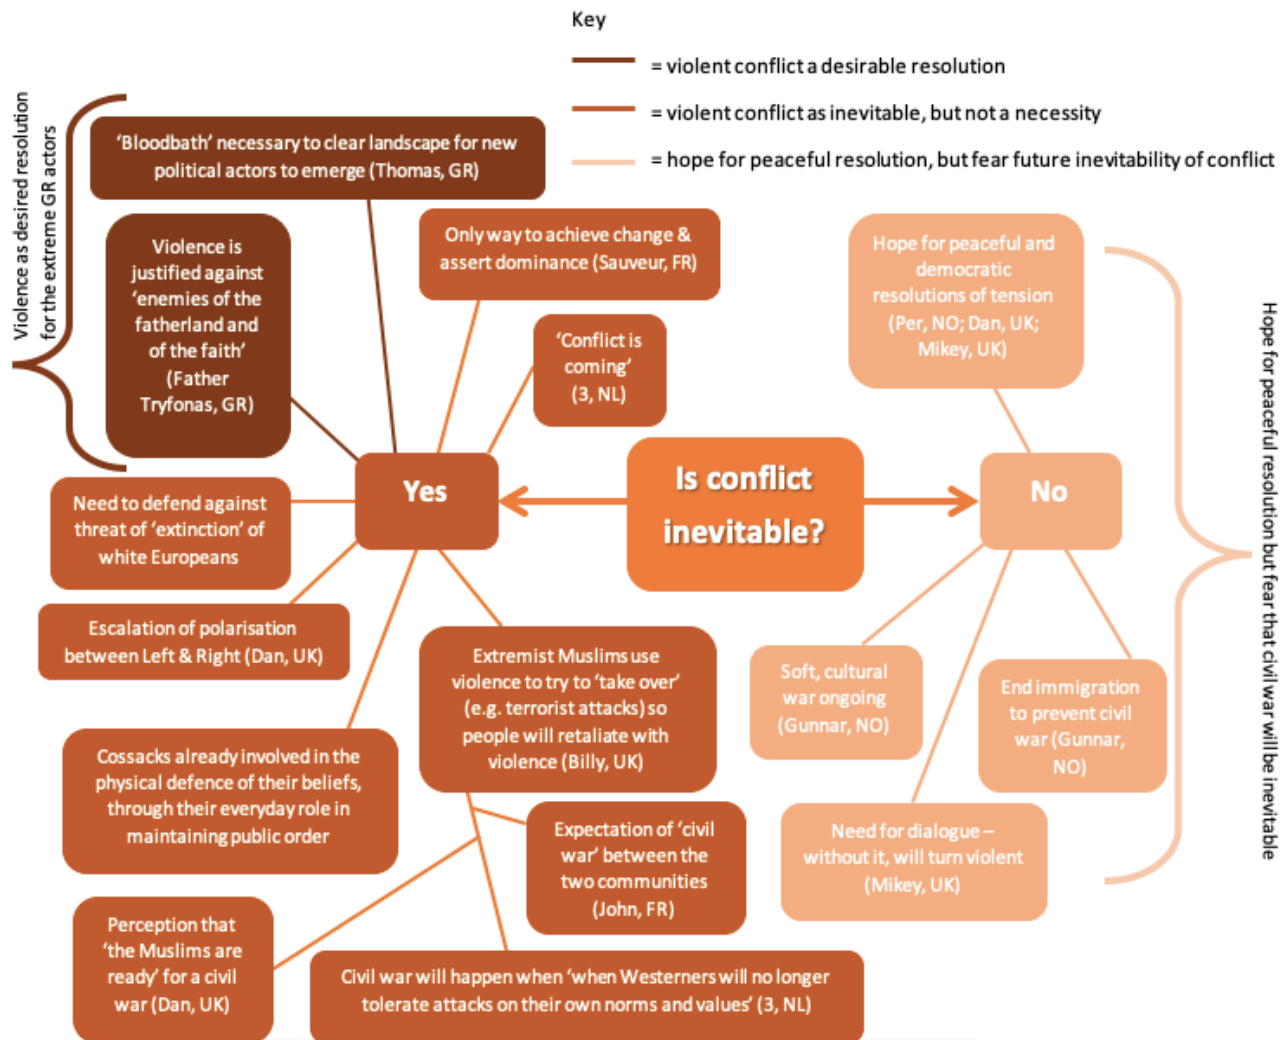 Key
= violent conflict a desirable resolution
= violent conflict as inevitable, but not a necessity
= hope for peaceful resolution, but fear future inevitability of conflict
Violence as desired resolution
for the extreme GR actors
'Bloodbath' necessary to clear landscape for new
political actors to emerge (Thomas, GR)
Violence is
justified against
'enemies of the
fatherland and
of the faith'
(Father
Tryfonas, GR)
Only way to achieve change &
assert dominance (Sauveur, FR)
'Conflict is
coming'
(3, NL)
Hope for peaceful and
democratic
resolutions of tension
(Per, NO; Dan, UK;
Mikey, UK)
Yes
Is conflict
inevitable?
No
Need to defend against
threat of 'extinction' of
white Europeans
Escalation of polarisation
between Left & Right (Dan, UK)
Cossacks already involved in the
physical defence of their beliefs,
through their everyday role in
maintaining public order
Extremist Muslims use
violence to try to 'take over'
(e.g. terrorist attacks) so
people will retaliate with
violence (Billy, UK)
Expectation of 'civil
war' between the
two communities
(John, FR)
Perception that
'the Muslims are
ready' for a civil
war (Dan, UK)
Civil war will happen when 'when Westerners will no longer
tolerate attacks on their own norms and values' (3, NL)
Soft, cultural
war ongoing
(Gunnar, NO)
End immigration
to prevent civil
war (Gunnar,
NO)
Need for dialogue –
without it, will turn violent
(Mikey, UK)
Hope for peaceful resolution but fear that civil war will be inevitable